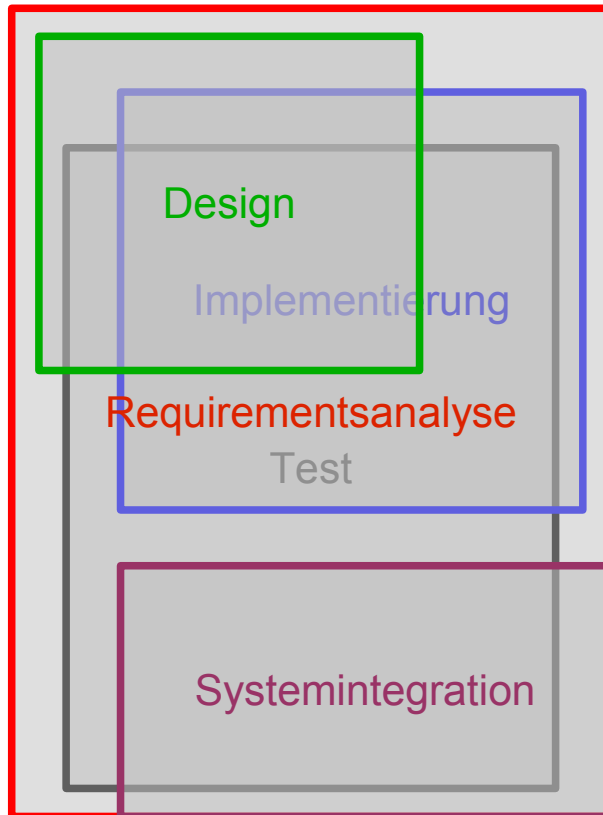 Design
Implementierung
Requirementsanalyse
Test
Systemintegration